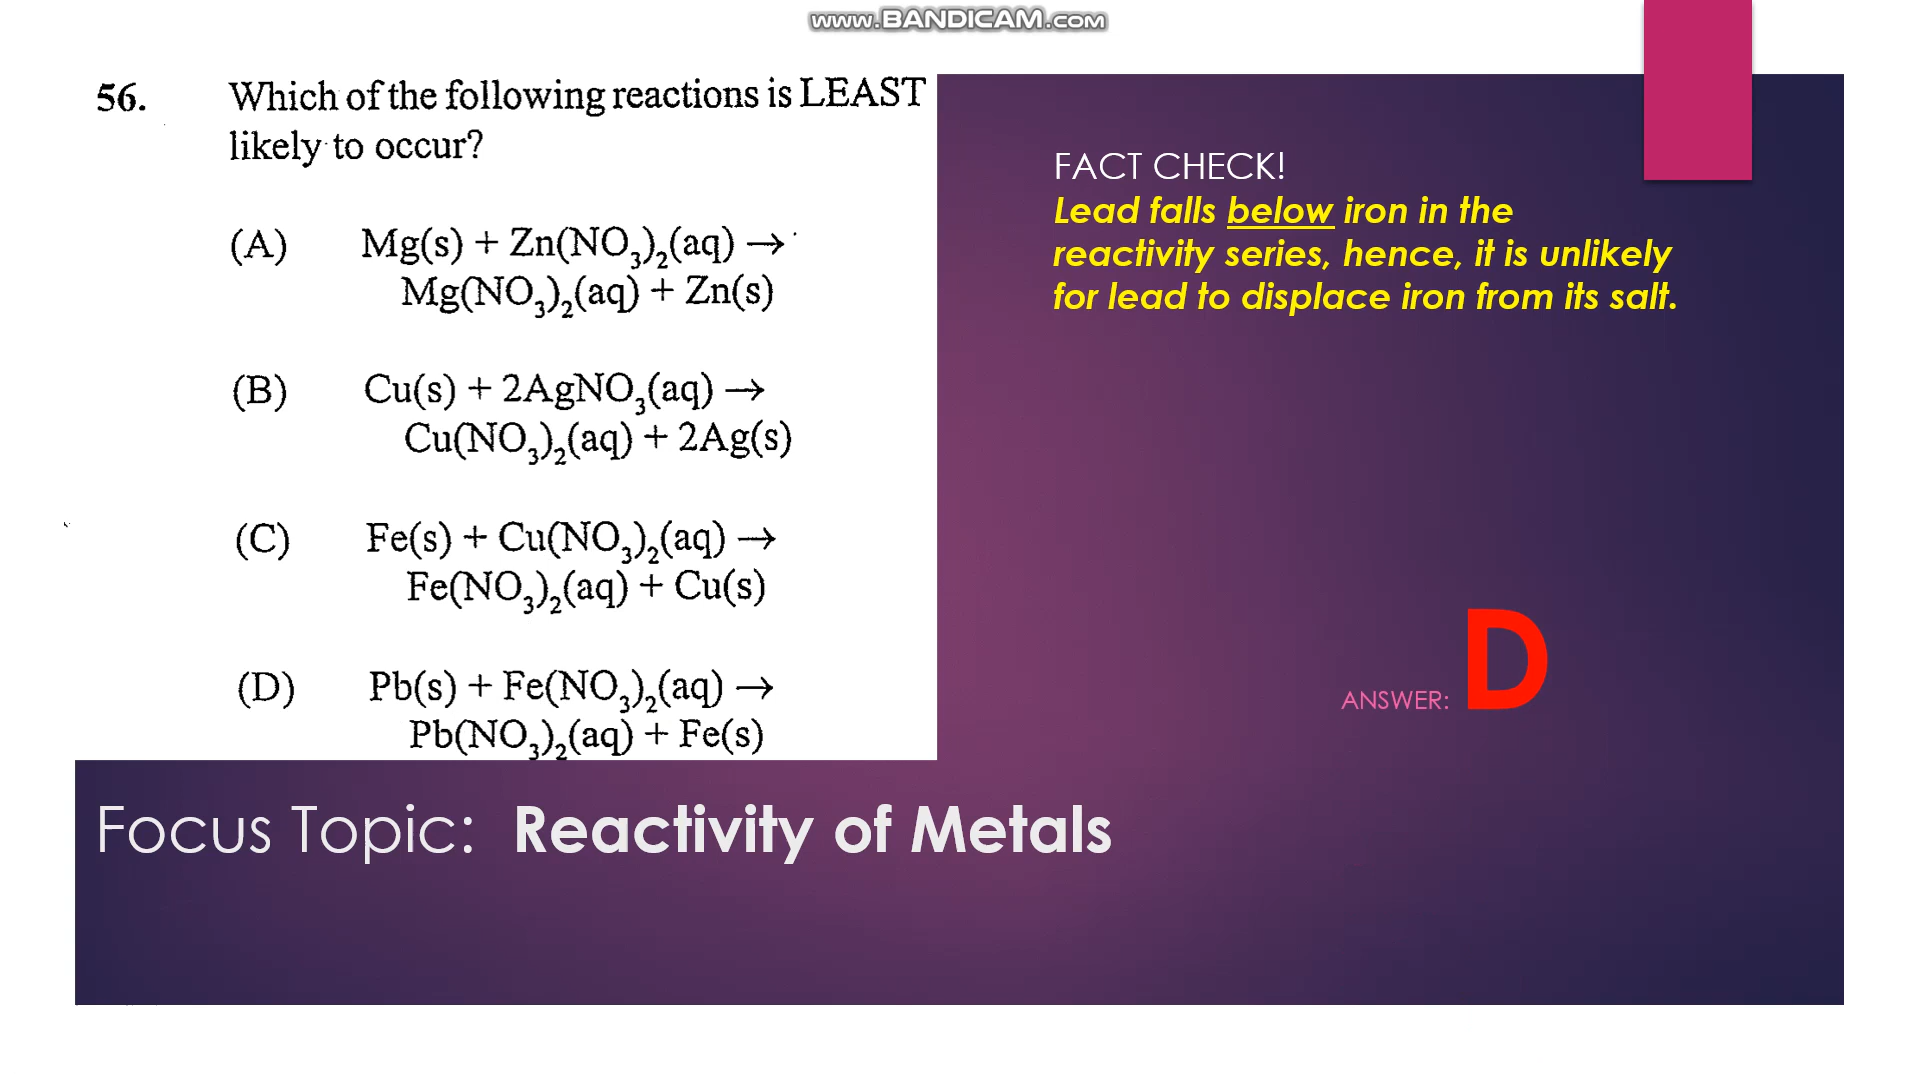 www.BANDICAM.com
56. Which of the following reactions is LEAST
likely to occur?
(A) Mg(s) + Zn(NO₃)₂(aq) →
Mg(NO₃)₂(aq) + Zn(s)
(B) Cu(s) + 2AgNO₃(aq) →
Cu(NO₃)₂(aq) + 2Ag(s)
(C) Fe(s) + Cu(NO₃)₂(aq) →
Fe(NO₃)₂(aq) + Cu(s)
(D) Pb(s) + Fe(NO₃)₂(aq) →
Pb(NO₃)₂(aq) + Fe(s)
FACT CHECK!
Lead falls below iron in the
reactivity series, hence, it is unlikely
for lead to displace iron from its salt.
ANSWER: D
Focus Topic: Reactivity of Metals